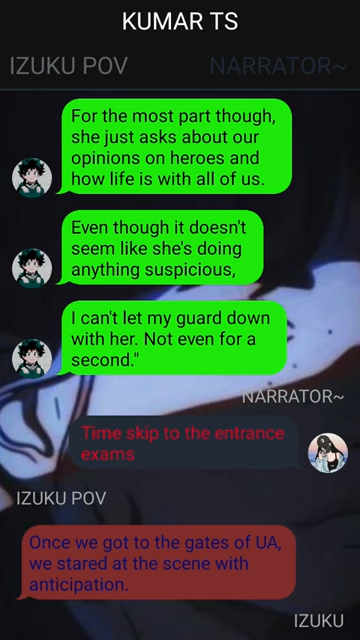 KUMAR TS
IZUKU POV
NARRATOR~
For the most part though,
she just asks about our
opinions on heroes and
how life is with all of us.
Even though it doesn't
seem like she's doing
anything suspicious,
I can't let my guard down
with her. Not even for a
second."
NARRATOR~
Time skip to the entrance
exams
IZUKU POV
Once we got to the gates of UA,
we stared at the scene with
anticipation.
IZUKU